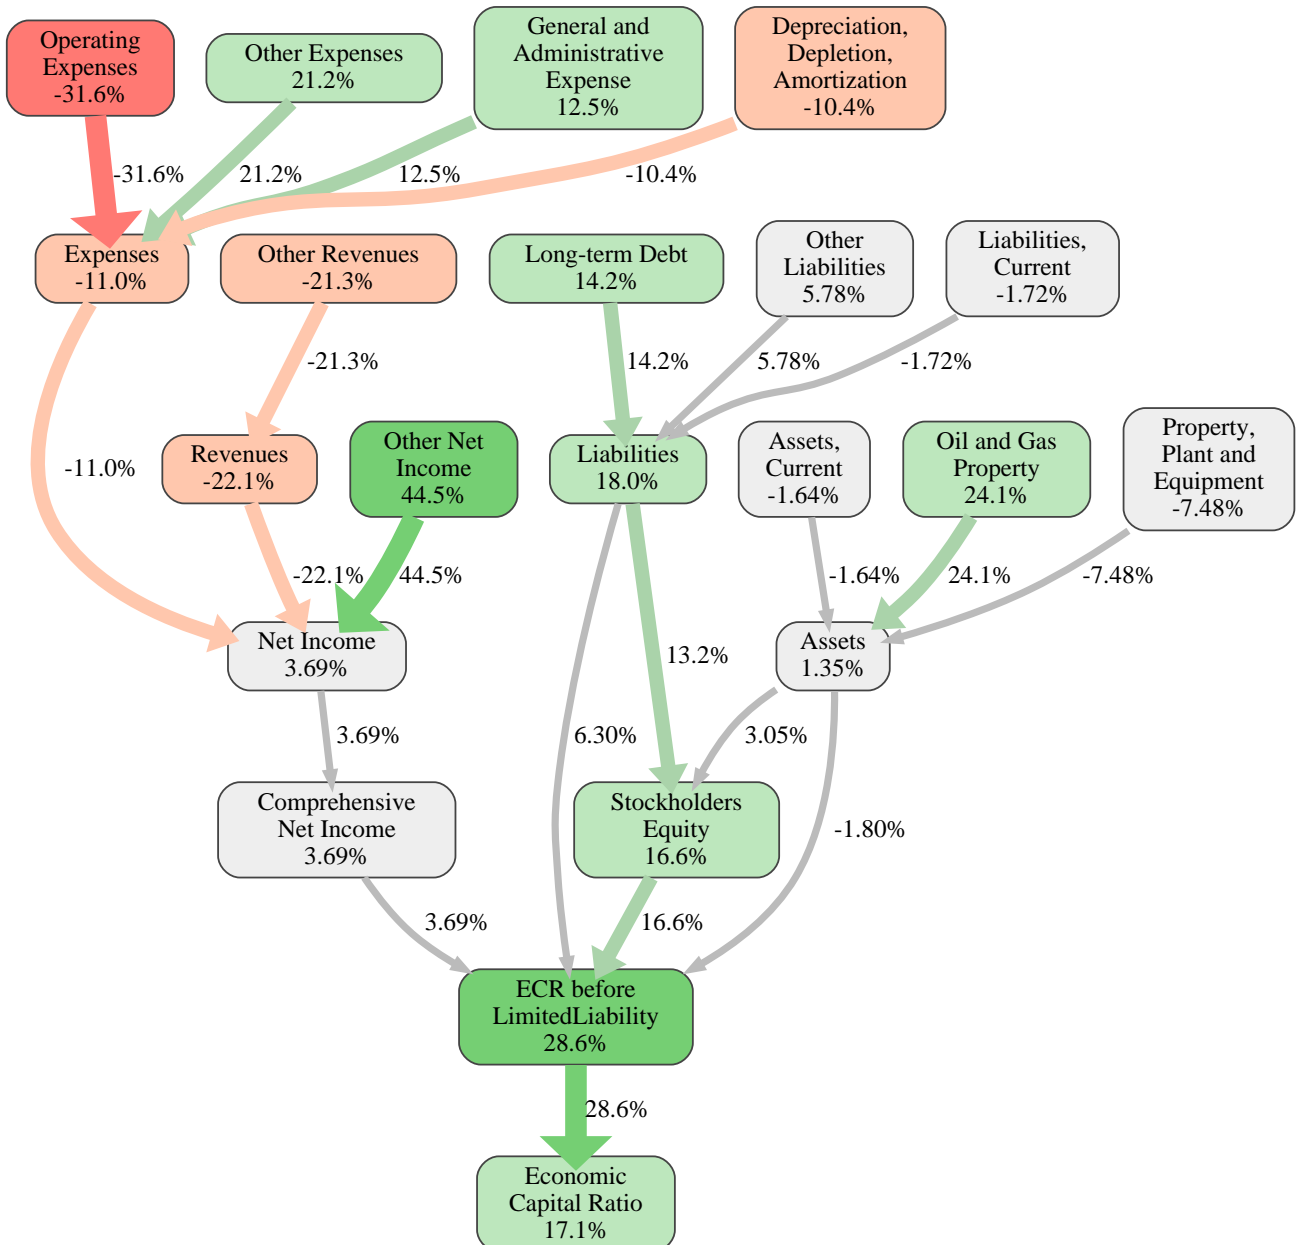 Operating
Expenses
-31.6%
Other Expenses
21.2%
General and
Administrative
Expense
12.5%
Depreciation,
Depletion,
Amortization
-10.4%
-31.6%
21.2%
12.5%
-10.4%
Expenses
-11.0%
Other Revenues
-21.3%
Long-term Debt
14.2%
Other
Liabilities
5.78%
Liabilities,
Current
-1.72%
-21.3%
14.2%
5.78%
-1.72%
-11.0%
Revenues
-22.1%
Other Net
Income
44.5%
Liabilities
18.0%
Assets,
Current
-1.64%
Oil and Gas
Property
24.1%
Property,
Plant and
Equipment
-7.48%
-22.1%
44.5%
-1.64%
24.1%
-7.48%
Net Income
3.69%
13.2%
Assets
1.35%
3.69%
6.30%
3.05%
Comprehensive
Net Income
3.69%
Stockholders
Equity
16.6%
-1.80%
3.69%
16.6%
ECR before
LimitedLiability
28.6%
28.6%
Economic
Capital Ratio
17.1%